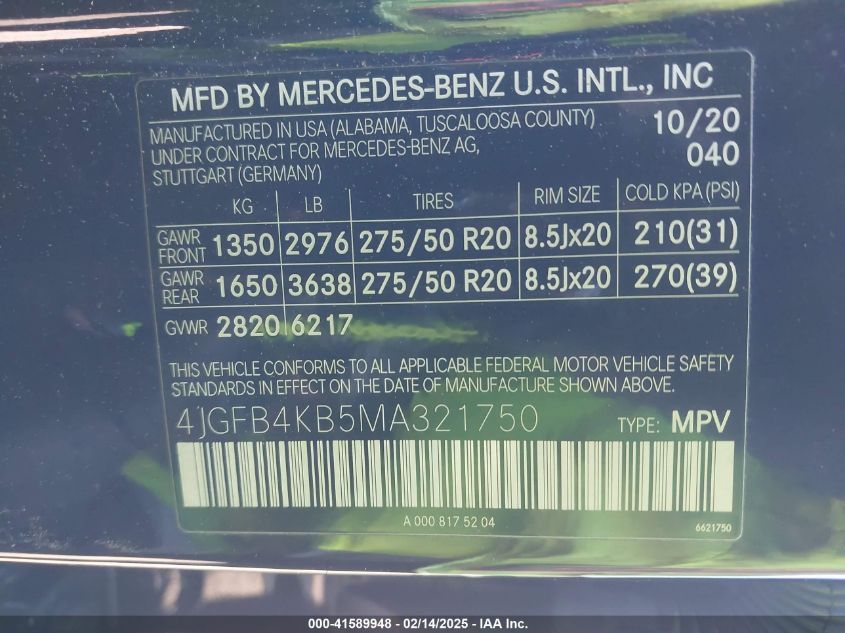 MFD BY MERCEDES-BENZ U.S. INTL., INC
MANUFACTURED IN USA (ALABAMA, TUSCALOOSA COUNTY) 10/20
UNDER CONTRACT FOR MERCEDES-BENZ AG, 040
STUTTGART (GERMANY)
KG LB TIRES RIM SIZE COLD KPA (PSI)
GAWR FRONT 1350 2976 275/50 R20 8.5Jx20 210(31)
GAWR REAR 1650 3638 275/50 R20 8.5Jx20 270(39)
GVWR 2820 6217
THIS VEHICLE CONFORMS TO ALL APPLICABLE FEDERAL MOTOR VEHICLE SAFETY
STANDARDS IN EFFECT ON THE DATE OF MANUFACTURE SHOWN ABOVE.
4JGFB4KB5MA321750 TYPE: MPV
A 000 817 52 04 6621750
000-41589948 - 02/14/2025 - IAA Inc.